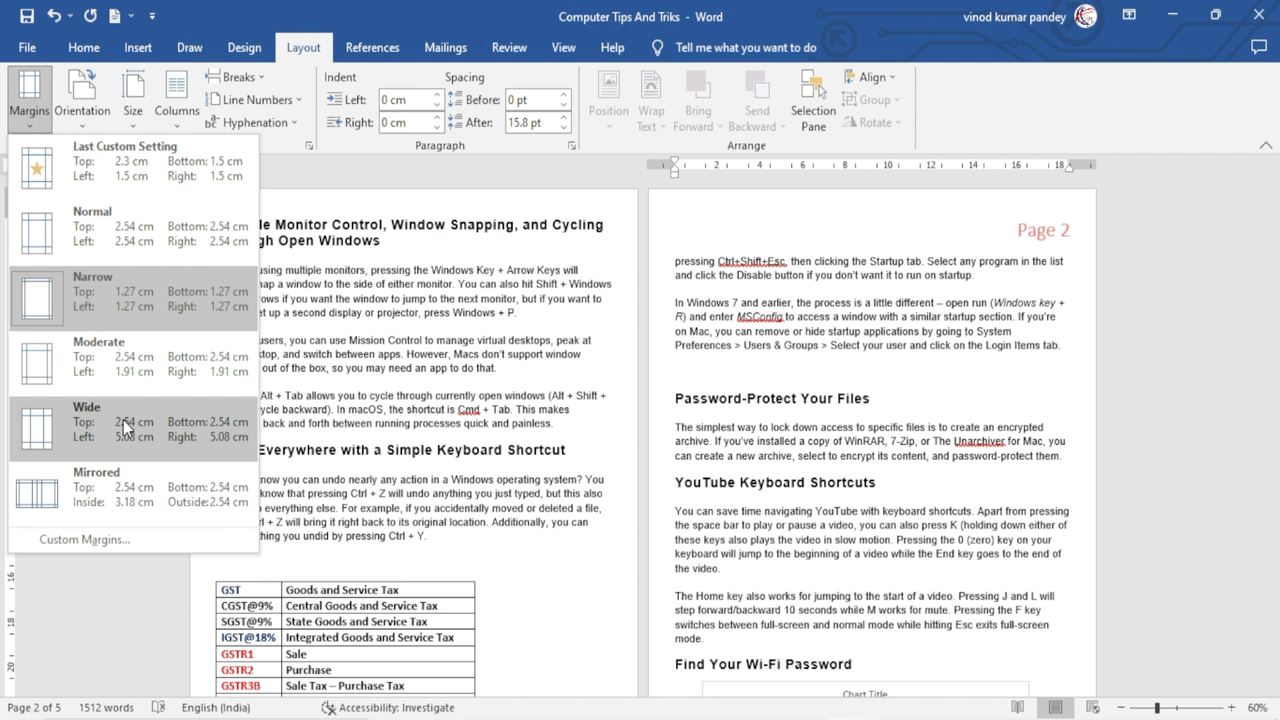 Computer Tips And Triks - Word
vinod kumar pandey
File Home Insert Draw Design Layout References Mailings Review View Help Tell me what you want to do
Margins
Orientation
Size
Columns
Breaks
Line Numbers
Hyphenation
Indent
Left: 0 cm
Right: 0 cm
Spacing
Before: 0 pt
After: 15.8 pt
Paragraph
Position
Wrap
Text
Bring
Forward
Send
Backward
Selection
Pane
Align
Group
Rotate
Arrange
Last Custom Setting
Top: 2.3 cm Bottom: 1.5 cm
Left: 1.5 cm Right: 1.5 cm
Normal
Top: 2.54 cm Bottom: 2.54 cm
Left: 2.54 cm Right: 2.54 cm
Narrow
Top: 1.27 cm Bottom: 1.27 cm
Left: 1.27 cm Right: 1.27 cm
Moderate
Top: 2.54 cm Bottom: 2.54 cm
Left: 1.91 cm Right: 1.91 cm
Wide
Top: 2.54 cm Bottom: 2.54 cm
Left: 5.08 cm Right: 5.08 cm
Mirrored
Top: 2.54 cm Bottom: 2.54 cm
Inside: 3.18 cm Outside: 2.54 cm
Custom Margins...
2 4 6 8 10 12 14 16 18
le Monitor Control, Window Snapping, and Cycling
gh Open Windows
using multiple monitors, pressing the Windows Key + Arrow Keys will
nap a window to the side of either monitor. You can also hit Shift + Windows
rows if you want the window to jump to the next monitor, but if you want to
et up a second display or projector, press Windows + P.
users, you can use Mission Control to manage virtual desktops, peak at
ktop, and switch between apps. However, Macs don't support window
out of the box, so you may need an app to do that.
Alt + Tab allows you to cycle through currently open windows (Alt + Shift +
ycle backward). In macOS, the shortcut is Cmd + Tab. This makes
back and forth between running processes quick and painless.
Everywhere with a Simple Keyboard Shortcut
now you can undo nearly any action in a Windows operating system? You
know that pressing Ctrl + Z will undo anything you just typed, but this also
everything else. For example, if you accidentally moved or deleted a file,
rl + Z will bring it right back to its original location. Additionally, you can
thing you undid by pressing Ctrl + Y.
GST Goods and Service Tax
CGST@9% Central Goods and Service Tax
SGST@9% State Goods and Service Tax
IGST@18% Integrated Goods and Service Tax
GSTR1 Sale
GSTR2 Purchase
GSTR3B Sale Tax – Purchase Tax
16
18
20
Page 2
pressing Ctrl+Shift+Esc, then clicking the Startup tab. Select any program in the list
and click the Disable button if you don't want it to run on startup.
In Windows 7 and earlier, the process is a little different – open run (Windows key +
R) and enter MSConfig to access a window with a similar startup section. If you're
on Mac, you can remove or hide startup applications by going to System
Preferences > Users & Groups > Select your user and click on the Login Items tab.
Password-Protect Your Files
The simplest way to lock down access to specific files is to create an encrypted
archive. If you've installed a copy of WinRAR, 7-Zip, or The Unarchiver for Mac, you
can create a new archive, select to encrypt its content, and password-protect them.
YouTube Keyboard Shortcuts
You can save time navigating YouTube with keyboard shortcuts. Apart from pressing
the space bar to play or pause a video, you can also press K (holding down either of
these keys also plays the video in slow motion. Pressing the 0 (zero) key on your
keyboard will jump to the beginning of a video while the End key goes to the end of
the video.
The Home key also works for jumping to the start of a video. Pressing J and L will
step forward/backward 10 seconds while M works for mute. Pressing the F key
switches between full-screen and normal mode while hitting Esc exits full-screen
mode.
Find Your Wi-Fi Password
Chart Title
Page 2 of 5 1512 words English (India) Accessibility: Investigate 60%